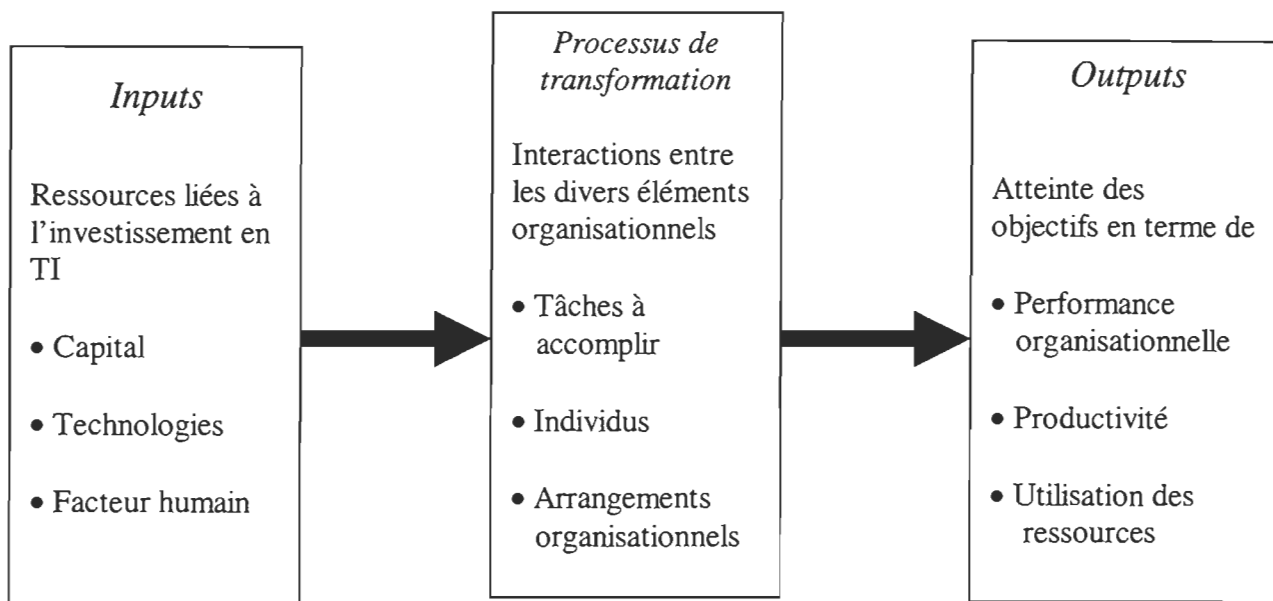 Inputs
Ressources liées à
l'investissement en
TI
• Capital
• Technologies
• Facteur humain
Processus de
transformation
Interactions entre
les divers éléments
organisationnels
• Tâches à
accomplir
• Individus
• Arrangements
organisationnels
Outputs
Atteinte des
objectifs en terme de
• Performance
organisationnelle
• Productivité
• Utilisation des
ressources